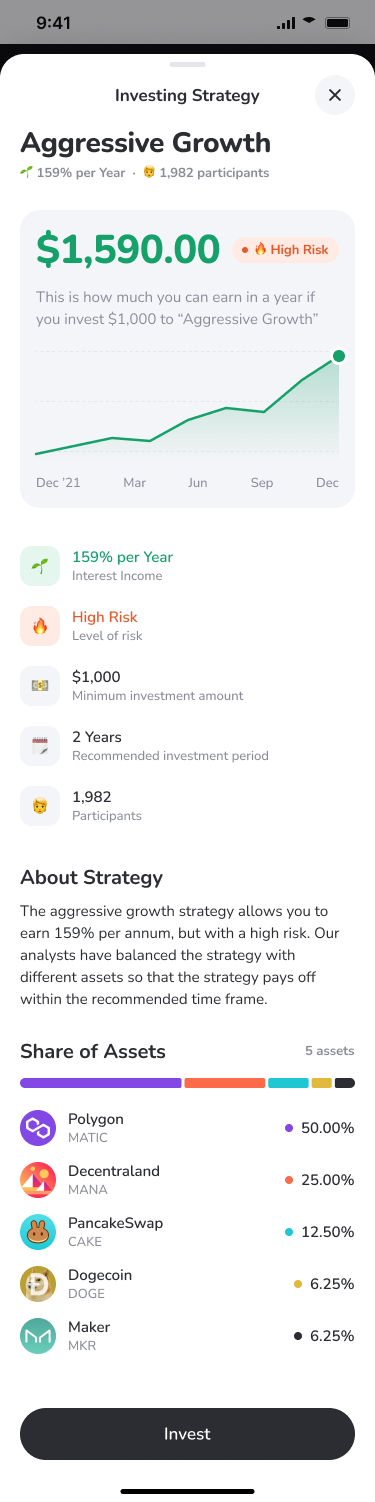 9:41
Investing Strategy
Aggressive Growth
159% per Year · 1,982 participants
$1,590.00
High Risk
This is how much you can earn in a year if
you invest $1,000 to “Aggressive Growth”
Dec ’21 Mar Jun Sep Dec
159% per Year
Interest Income
High Risk
Level of risk
$1,000
Minimum investment amount
2 Years
Recommended investment period
1,982
Participants
About Strategy
The aggressive growth strategy allows you to
earn 159% per annum, but with a high risk. Our
analysts have balanced the strategy with
different assets so that the strategy pays off
within the recommended time frame.
Share of Assets 5 assets
Polygon
MATIC
50.00%
Decentraland
MANA
25.00%
PancakeSwap
CAKE
12.50%
Dogecoin
DOGE
6.25%
Maker
MKR
6.25%
Invest